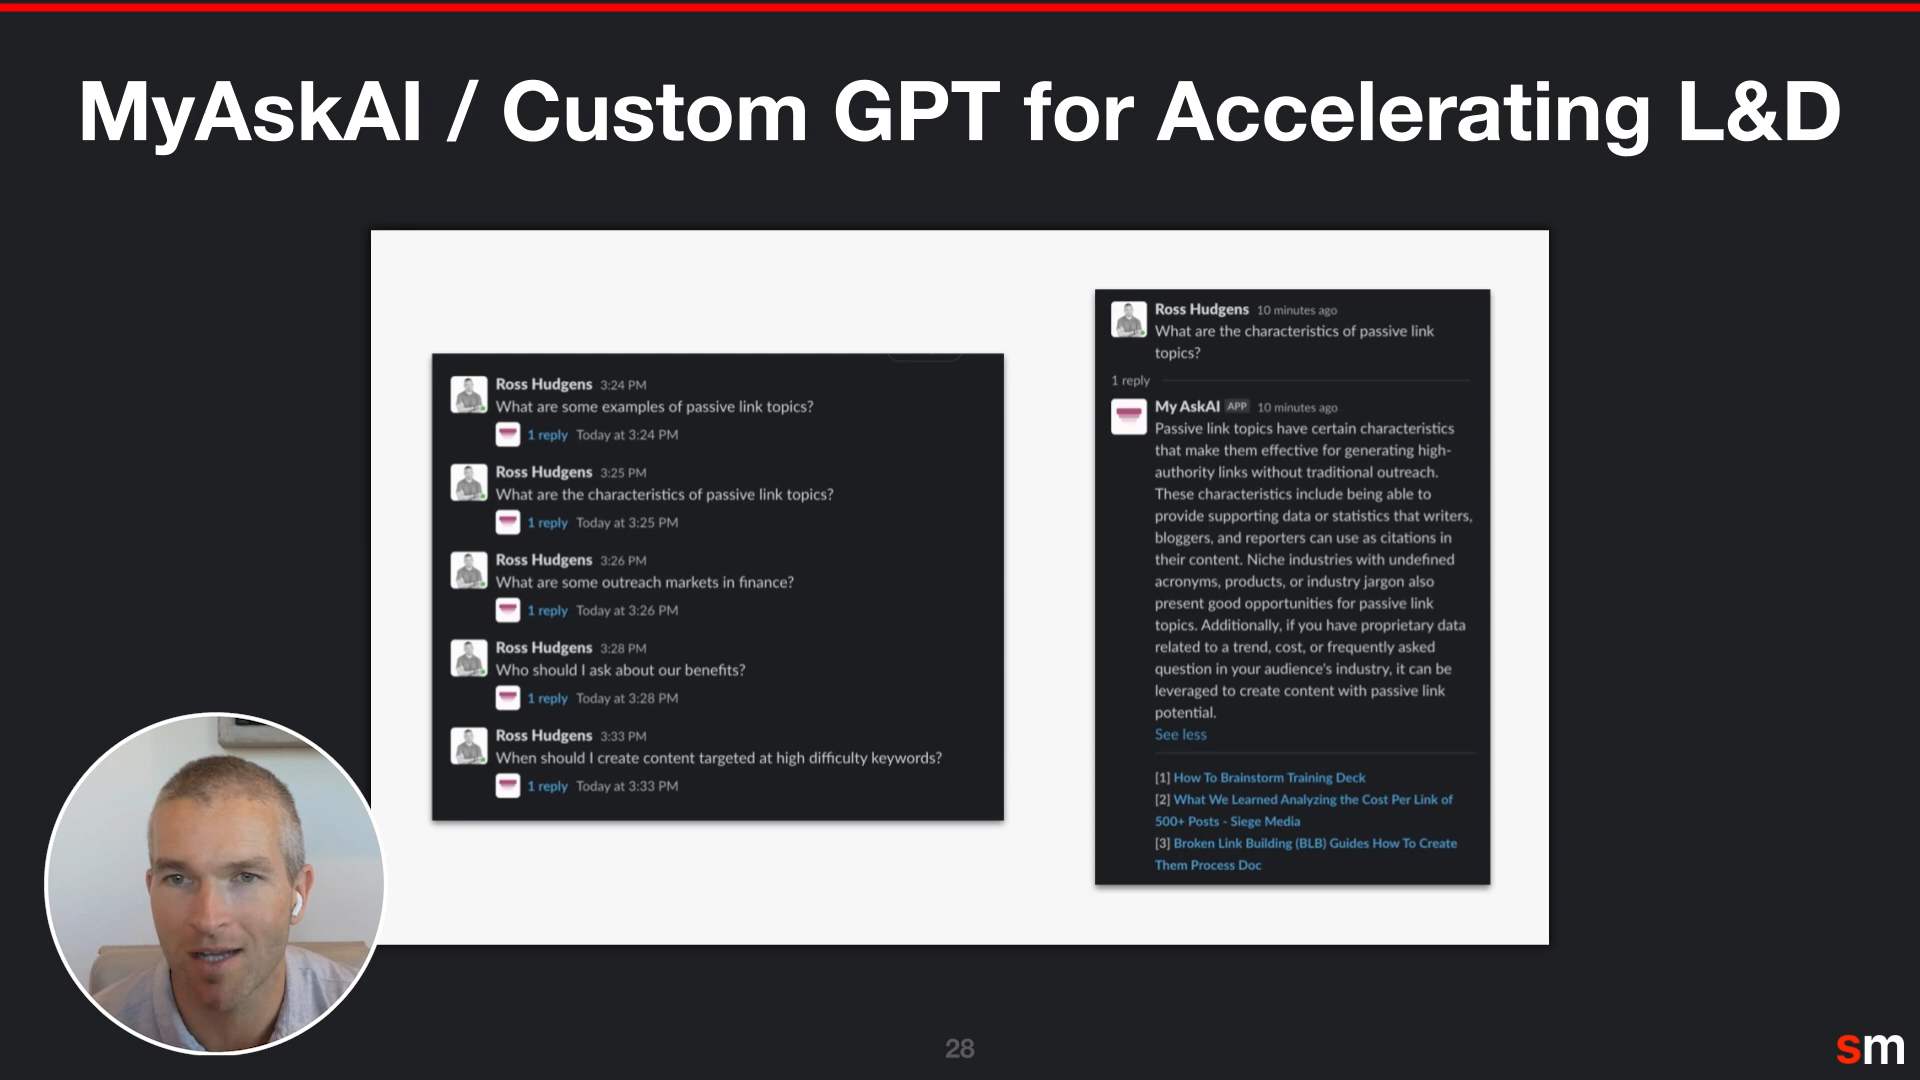 MyAskAI / Custom GPT for Accelerating L&D
Ross Hudgens 3:24 PM
What are some examples of passive link topics?
1 reply Today at 3:24 PM
Ross Hudgens 3:25 PM
What are the characteristics of passive link topics?
1 reply Today at 3:25 PM
Ross Hudgens 3:26 PM
What are some outreach markets in finance?
1 reply Today at 3:26 PM
Ross Hudgens 3:28 PM
Who should I ask about our benefits?
1 reply Today at 3:28 PM
Ross Hudgens 3:33 PM
When should I create content targeted at high difficulty keywords?
1 reply Today at 3:33 PM
Ross Hudgens 10 minutes ago
What are the characteristics of passive link
topics?
1 reply
My AskAI APP 10 minutes ago
Passive link topics have certain characteristics
that make them effective for generating high-
authority links without traditional outreach.
These characteristics include being able to
provide supporting data or statistics that writers,
bloggers, and reporters can use as citations in
their content. Niche industries with undefined
acronyms, products, or industry jargon also
present good opportunities for passive link
topics. Additionally, if you have proprietary data
related to a trend, cost, or frequently asked
question in your audience's industry, it can be
leveraged to create content with passive link
potential.
See less
[1] How To Brainstorm Training Deck
[2] What We Learned Analyzing the Cost Per Link of
500+ Posts - Siege Media
[3] Broken Link Building (BLB) Guides How To Create
Them Process Doc
28
sm